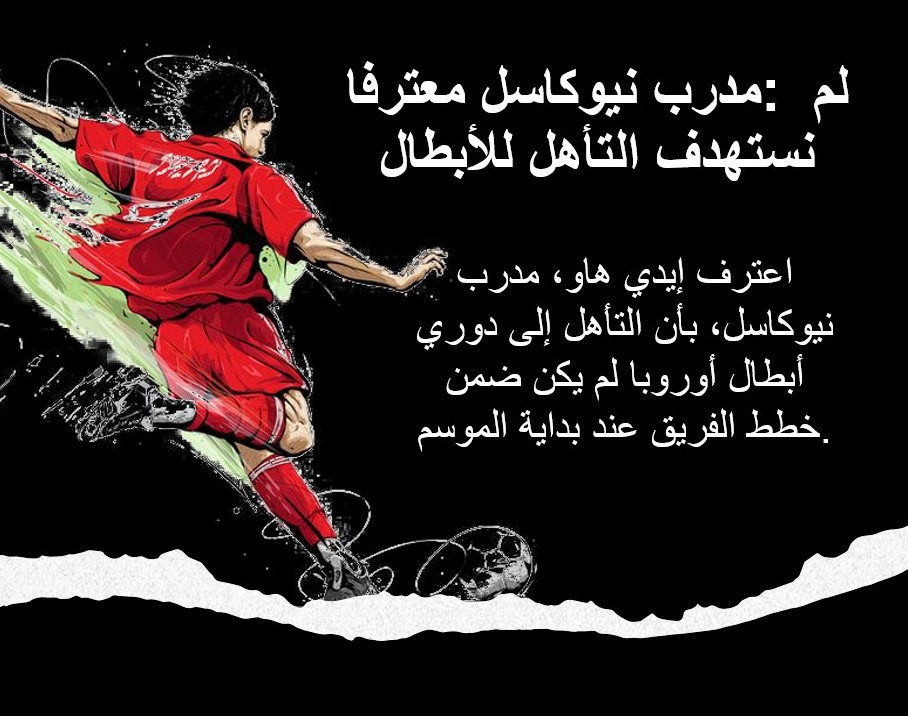 مدرب نيوكاسل معترفا: لم
نستهدف التأهل للأبطال
اعترف إيدي هاو، مدرب
نيوكاسل، بأن التأهل إلى دوري
أبطال أوروبا لم يكن ضمن
خطط الفريق عند بداية الموسم.